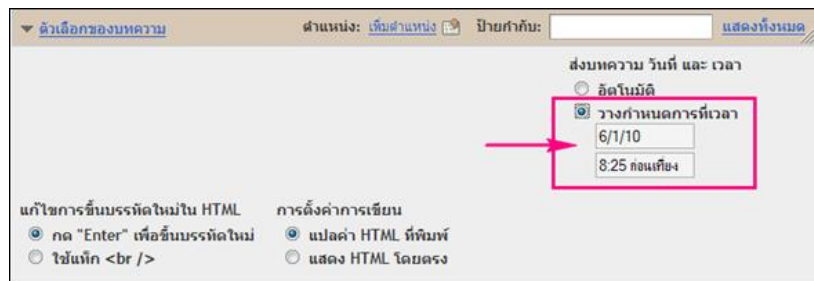 ตัวเลือกของบทความ ตำแหน่ง: เพิ่มตำแหน่ง ป้ายกำกับ: แสดงทั้งหมด
ส่งบทความ วันที่ และ เวลา
อัตโนมัติ
วางกำหนดการที่เวลา
6/1/10
8:25 ก่อนเที่ยง
แก้ไขการขึ้นบรรทัดใหม่ใน HTML การตั้งค่าการเขียน
กด "Enter" เพื่อขึ้นบรรทัดใหม่ แปลค่า HTML ที่พิมพ์
ใช้แท็ก <br /> แสดง HTML โดยตรง